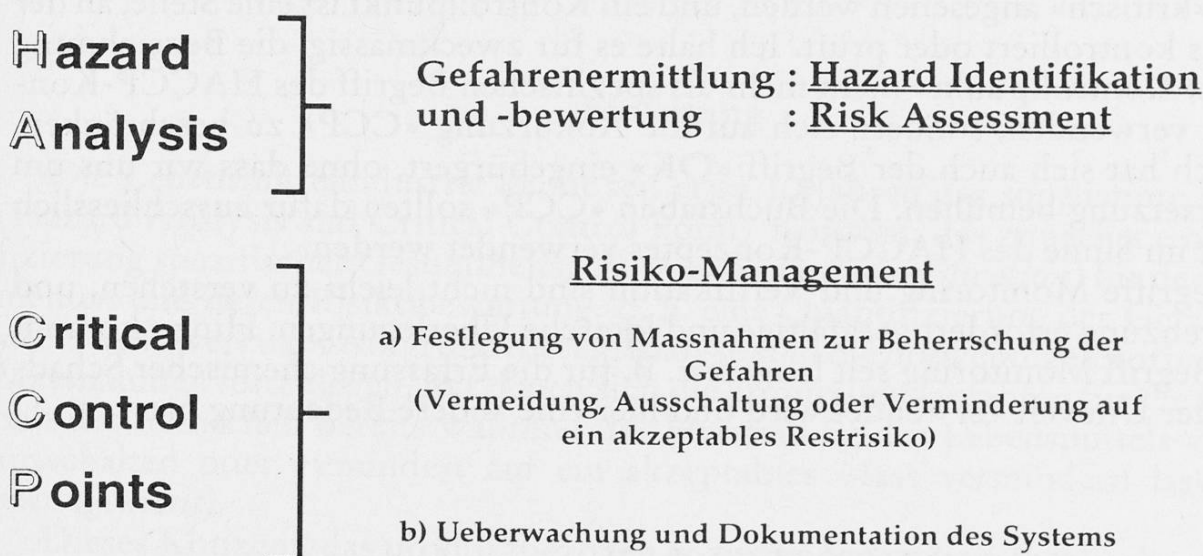 Hazard
Analysis
Gefahrenermittlung : Hazard Identifikation
und -bewertung : Risk Assessment
Critical
Control
Points
Risiko-Management
a) Festlegung von Massnahmen zur Beherrschung der
Gefahren
(Vermeidung, Ausschaltung oder Verminderung auf
ein akzeptables Restrisiko)
b) Ueberwachung und Dokumentation des Systems